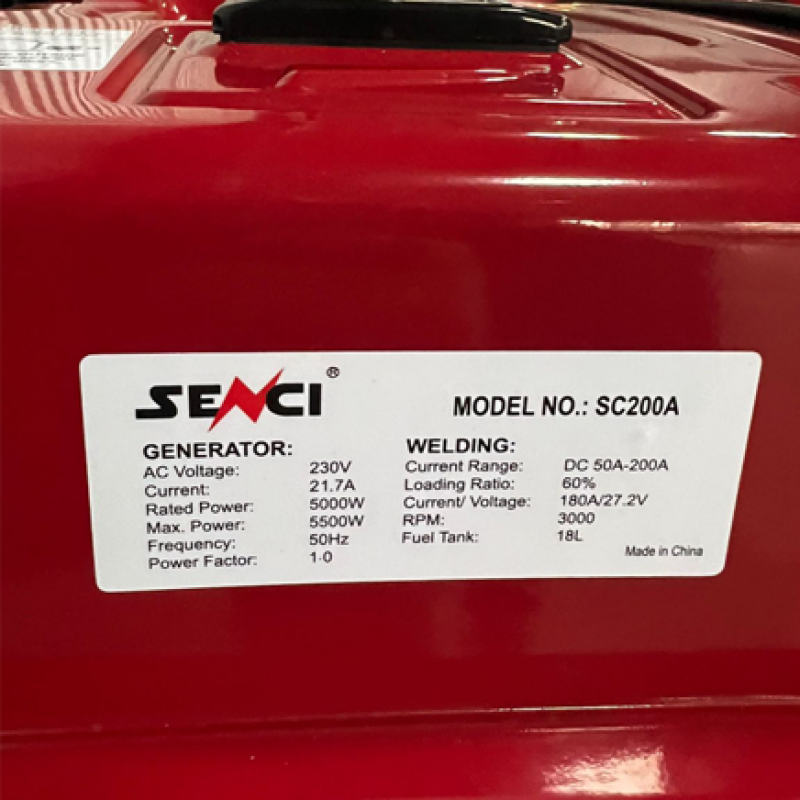 SENCI®
MODEL NO.: SC200A
GENERATOR:
AC Voltage: 230V
Current: 21.7A
Rated Power: 5000W
Max. Power: 5500W
Frequency: 50Hz
Power Factor: 1.0
WELDING:
Current Range: DC 50A-200A
Loading Ratio: 60%
Current/ Voltage: 180A/27.2V
RPM: 3000
Fuel Tank: 18L
Made in China